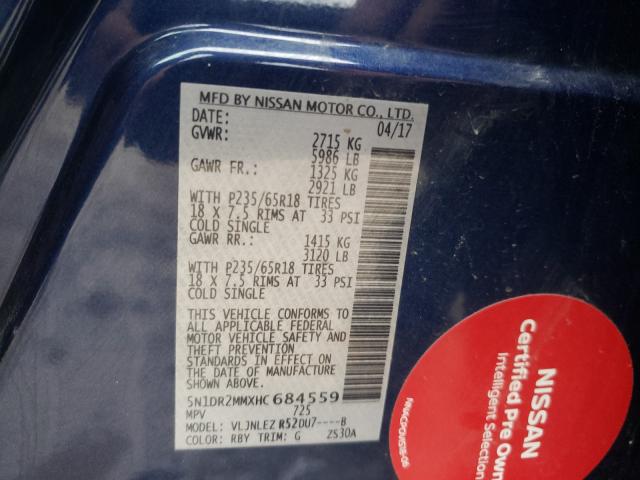 MFD BY NISSAN MOTOR CO., LTD.
DATE: 04/17
GVWR: 2715 KG
5986 LB
GAWR FR.: 1325 KG
2921 LB
WITH P235/65R18 TIRES
18 X 7.5 RIMS AT 33 PSI
COLD SINGLE
GAWR RR.: 1415 KG
3120 LB
WITH P235/65R18 TIRES
18 X 7.5 RIMS AT 33 PSI
COLD SINGLE
THIS VEHICLE CONFORMS TO
ALL APPLICABLE FEDERAL
MOTOR VEHICLE SAFETY AND
THEFT PREVENTION
STANDARDS IN EFFECT ON
THE DATE OF MANUFACTURE
SHOWN ABOVE.
5N1DR2MMXHC 684559
MPV 725
MODEL: VLJNLEZ R52DU7----B
COLOR: RBY TRIM: G ZS30A
NISSAN
Certified Pre Own
Intelligent Selection